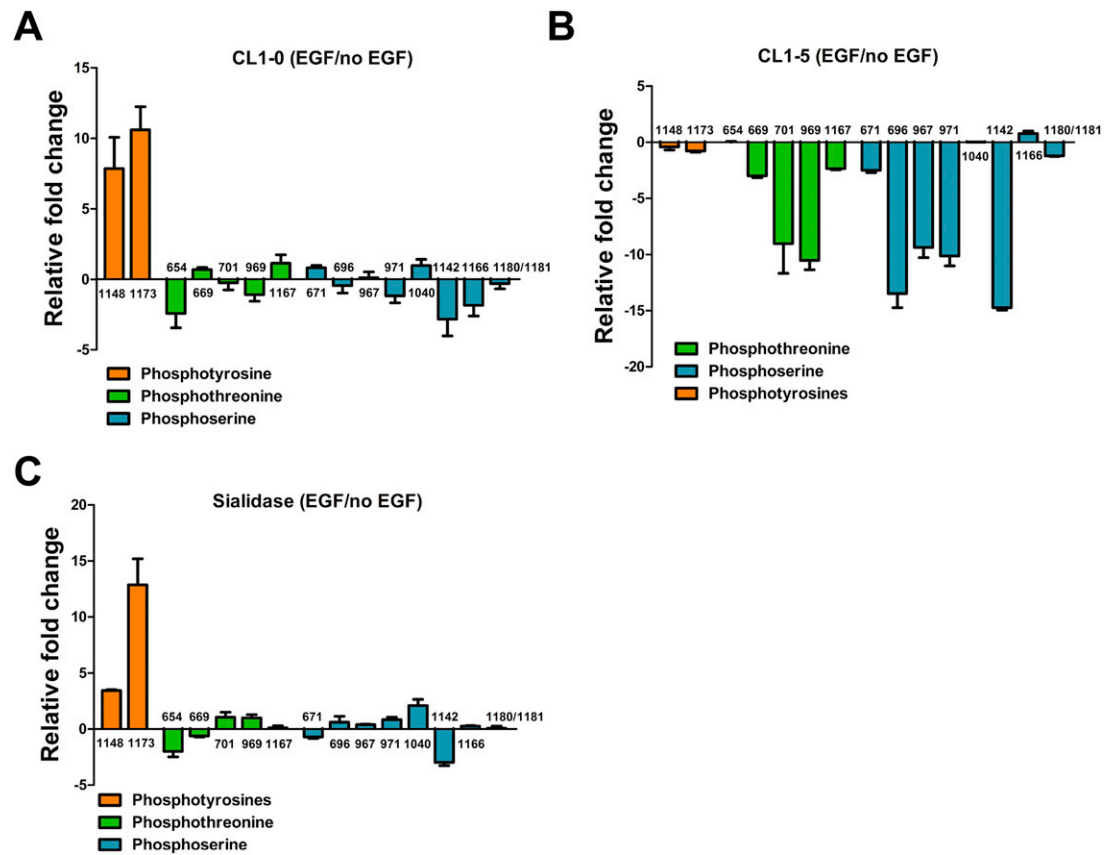 A
CL1-0 (EGF/no EGF)
Relative fold change
15
10
5
0
-5
654 701 969 671 696 971 1142 1166 1180/1181
1148 1173 669 1167 967 1040
Phosphotyrosine
Phosphothreonine
Phosphoserine
B
CL1-5 (EGF/no EGF)
Relative fold change
5
0
-5
-10
-15
-20
1148 1173 654 669 701 969 1167 671 696 967 971 1142 1180/1181
1040 1166
Phosphothreonine
Phosphoserine
Phosphotyrosines
C
Sialidase (EGF/no EGF)
Relative fold change
20
15
10
5
0
-5
654 669 671 1142 1180/1181
1148 1173 701 969 1167 696 967 971 1040 1166
Phosphotyrosines
Phosphothreonine
Phosphoserine